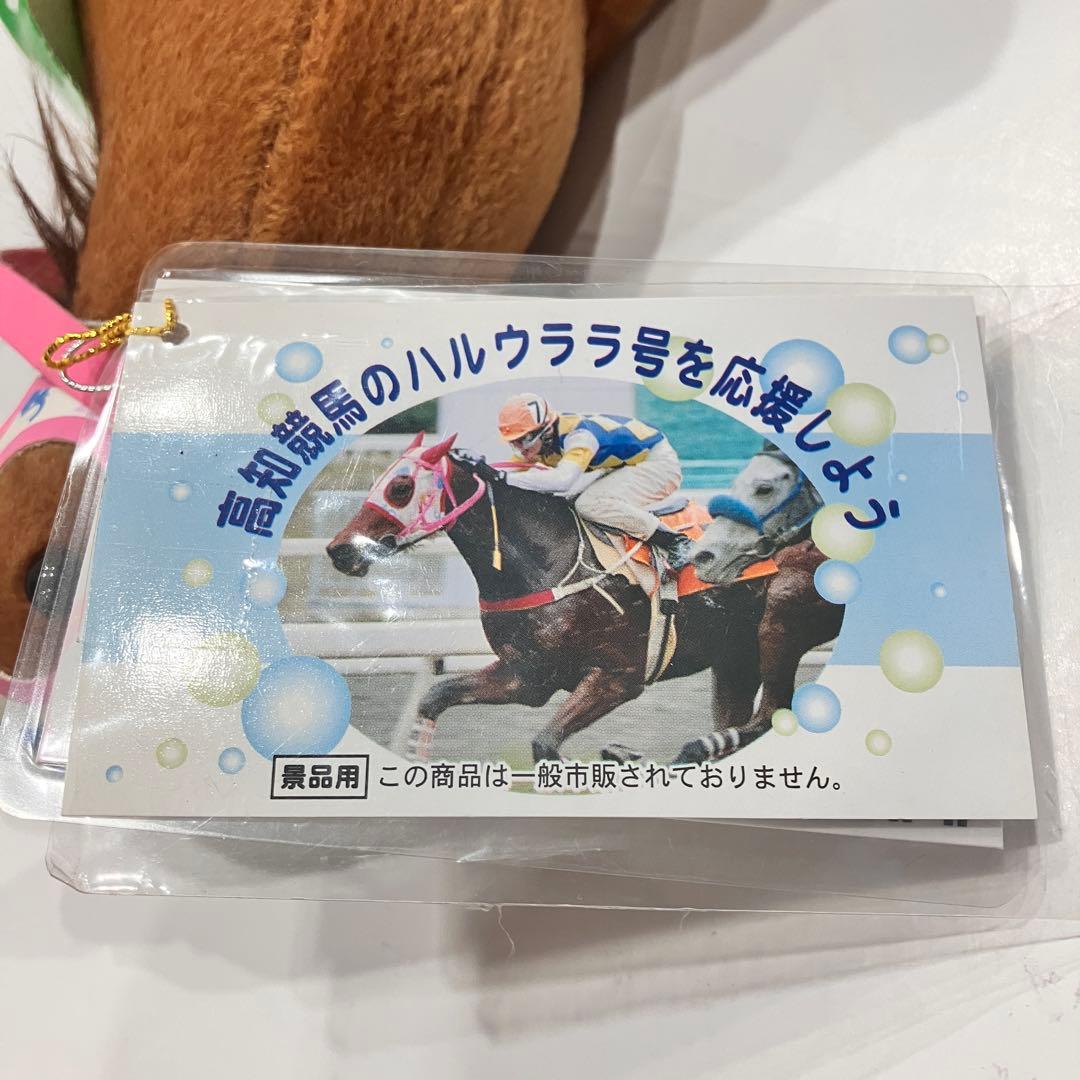 高知競馬のハルウララ号を応援しよう
7
景品用 この商品は一般市販されておりません。